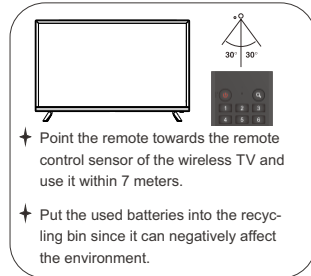 30° 30°
1 2 3
4 5 6
Point the remote towards the remote
control sensor of the wireless TV and
use it within 7 meters.
Put the used batteries into the recyc-
ling bin since it can negatively affect
the environment.